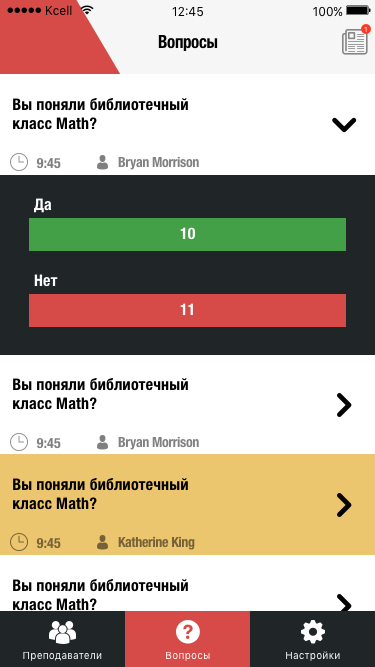 Kcell 12:45 100%
Вопросы
1
Вы поняли библиотечный
класс Math?
9:45 Bryan Morrison
Да
10
Нет
11
Вы поняли библиотечный
класс Math?
9:45 Bryan Morrison
Вы поняли библиотечный
класс Math?
9:45 Katherine King
Вы поняли библиотечный
класс Math?
Преподаватели Вопросы Настройки